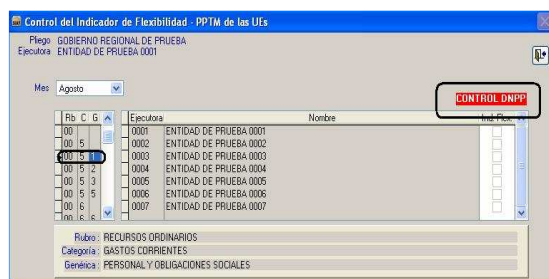 Control del Indicador de Flexibilidad - PPTM de las UEs
Pliego GOBIERNO REGIONAL DE PRUEBA
Ejecutora ENTIDAD DE PRUEBA 0001
Mes Agosto
CONTROL DNPP
Rb C G Ejecutora Nombre Ind. Flex.
00 0001 ENTIDAD DE PRUEBA 0001
00 5 0002 ENTIDAD DE PRUEBA 0002
00 5 1 0003 ENTIDAD DE PRUEBA 0003
00 5 2 0004 ENTIDAD DE PRUEBA 0004
00 5 3 0005 ENTIDAD DE PRUEBA 0005
00 5 5 0006 ENTIDAD DE PRUEBA 0006
00 6 0007 ENTIDAD DE PRUEBA 0007
00 6 6
Rubro : RECURSOS ORDINARIOS
Categoría : GASTOS CORRIENTES
Genérica : PERSONAL Y OBLIGACIONES SOCIALES